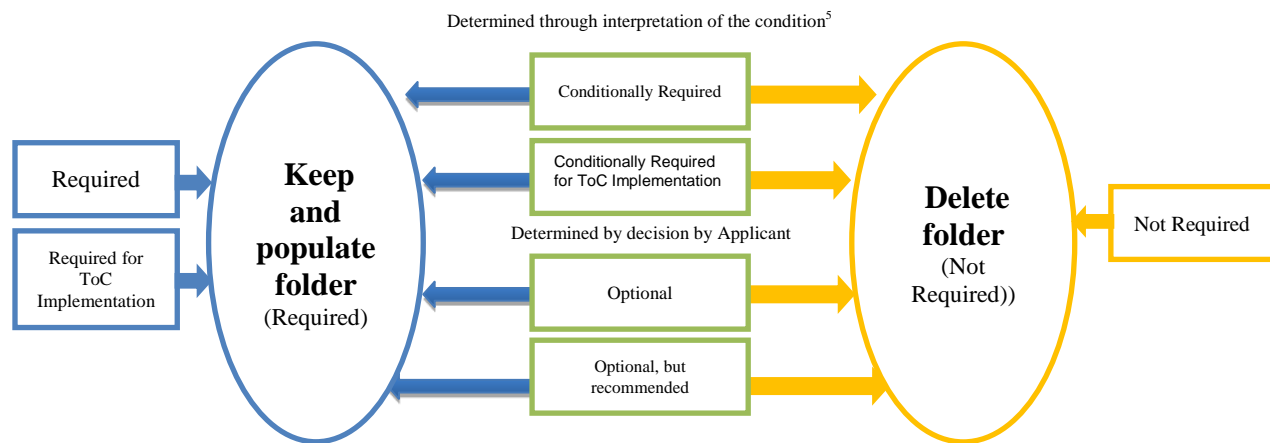 Determined through interpretation of the condition⁵
Required
Required for
ToC
Implementation
Keep
and
populate
folder
(Required)
Conditionally Required
Conditionally Required
for ToC Implementation
Determined by decision by Applicant
Optional
Optional, but
recommended
Delete
folder
(Not
Required))
Not Required